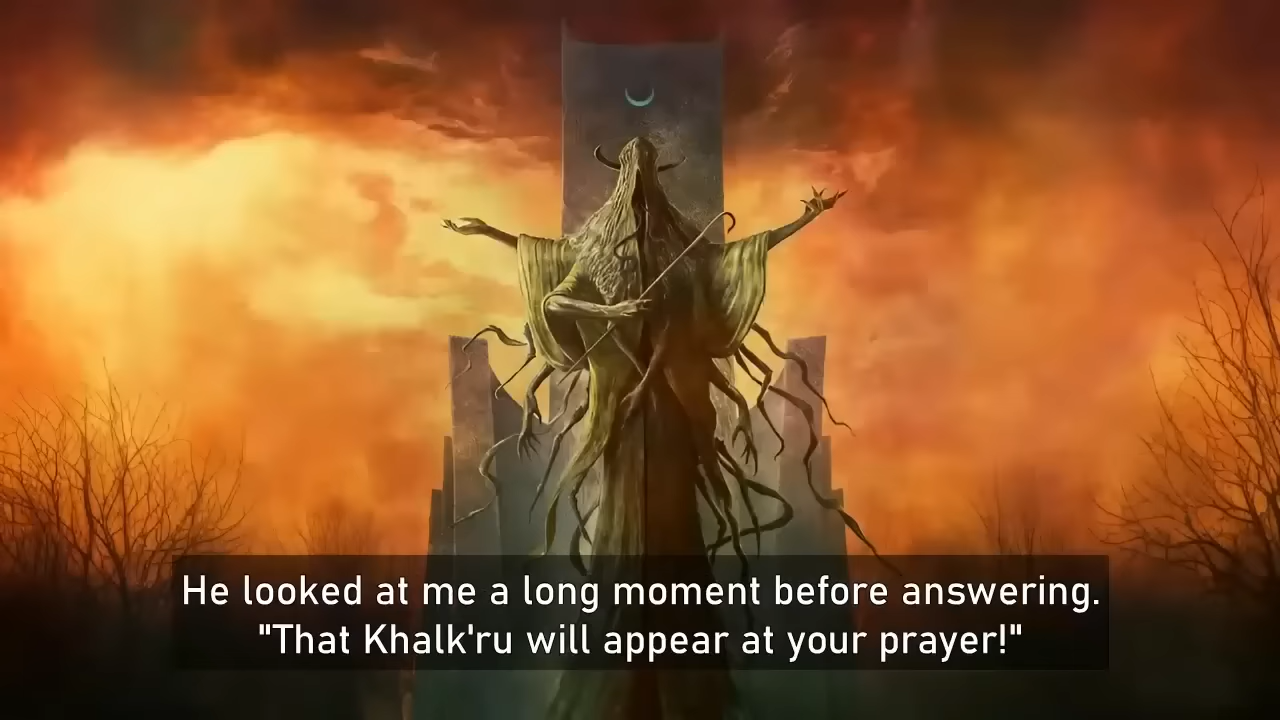 He looked at me a long moment before answering.
"That Khalk'ru will appear at your prayer!"